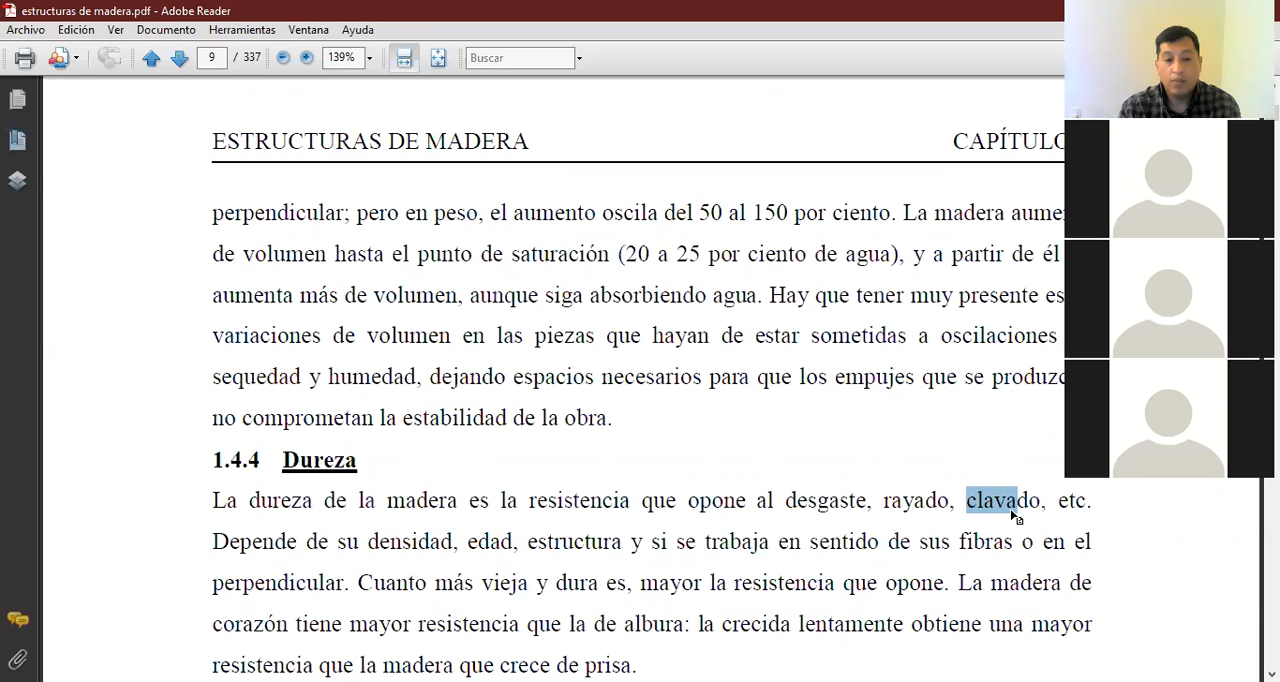 estructuras de madera.pdf - Adobe Reader
Archivo Edición Ver Documento Herramientas Ventana Ayuda
9 / 337 139% Buscar
ESTRUCTURAS DE MADERA CAPÍTULO
perpendicular; pero en peso, el aumento oscila del 50 al 150 por ciento. La madera aumen
de volumen hasta el punto de saturación (20 a 25 por ciento de agua), y a partir de él
aumenta más de volumen, aunque siga absorbiendo agua. Hay que tener muy presente es
variaciones de volumen en las piezas que hayan de estar sometidas a oscilaciones
sequedad y humedad, dejando espacios necesarios para que los empujes que se produzc
no comprometan la estabilidad de la obra.
1.4.4 Dureza
La dureza de la madera es la resistencia que opone al desgaste, rayado, clavado, etc.
Depende de su densidad, edad, estructura y si se trabaja en sentido de sus fibras o en el
perpendicular. Cuanto más vieja y dura es, mayor la resistencia que opone. La madera de
corazón tiene mayor resistencia que la de albura: la crecida lentamente obtiene una mayor
resistencia que la madera que crece de prisa.